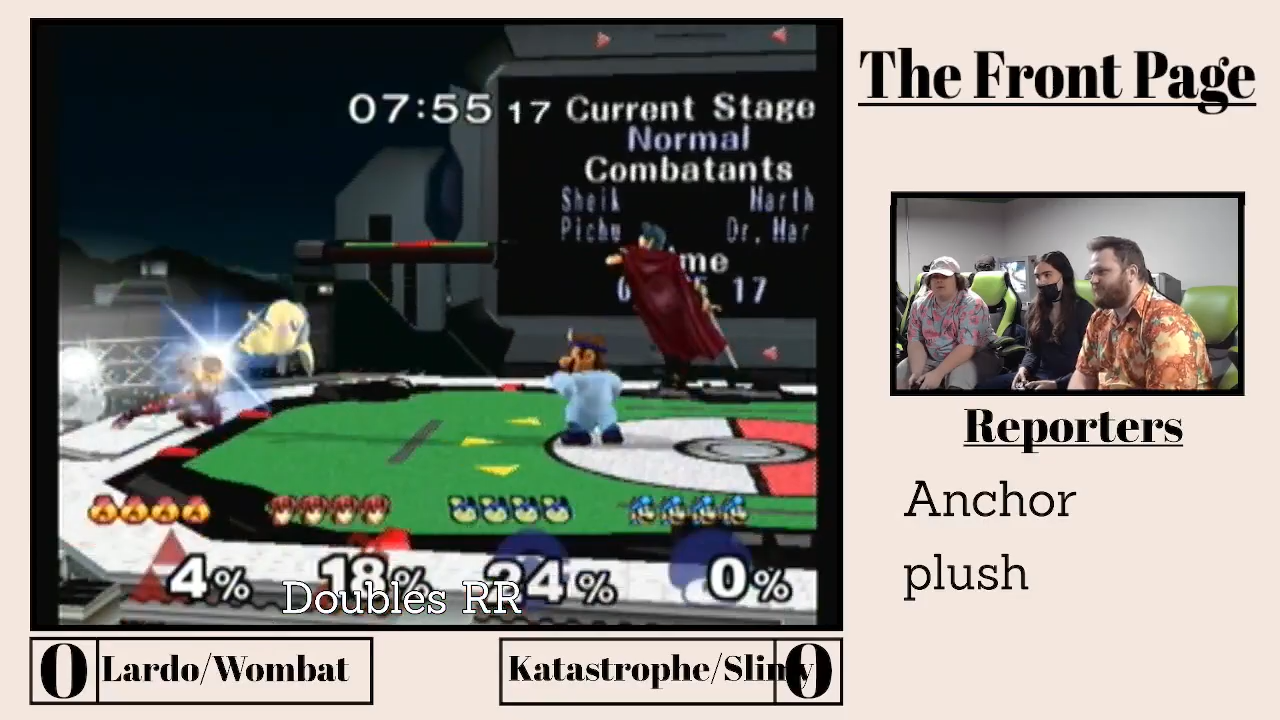 The Front Page
07:55 17
Current Stage
Normal
Combatants
Sheik
Marth
Pichu
Dr. Mar
17
4%
18%
24%
0%
Doubles RR
0
Lardo/Wombat
Katastrophe/Slimy
0
Reporters
Anchor
plush